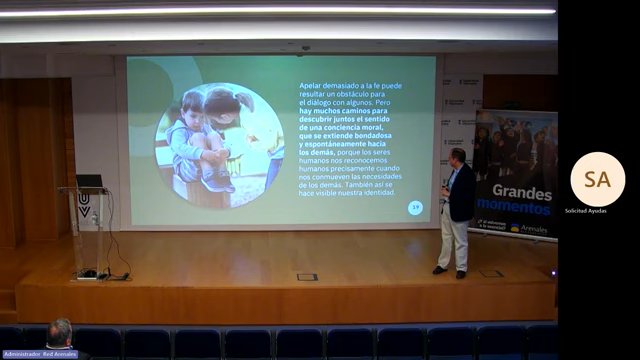 Apelar demasiado a la fe puede
resultar un obstáculo para
el diálogo con algunos. Pero
hay muchos caminos para
descubrir juntos el sentido
de una conciencia moral,
que se extiende bondadosa
y espontáneamente hacia
los demás, porque los seres
humanos nos reconocemos
humanos precisamente cuando
nos conmueven las necesidades
de los demás. También así se
hace visible nuestra identidad.
19
Grandes
momentos
Arenales
SA
Solicitud Ayudas
Administrador Red Arenales